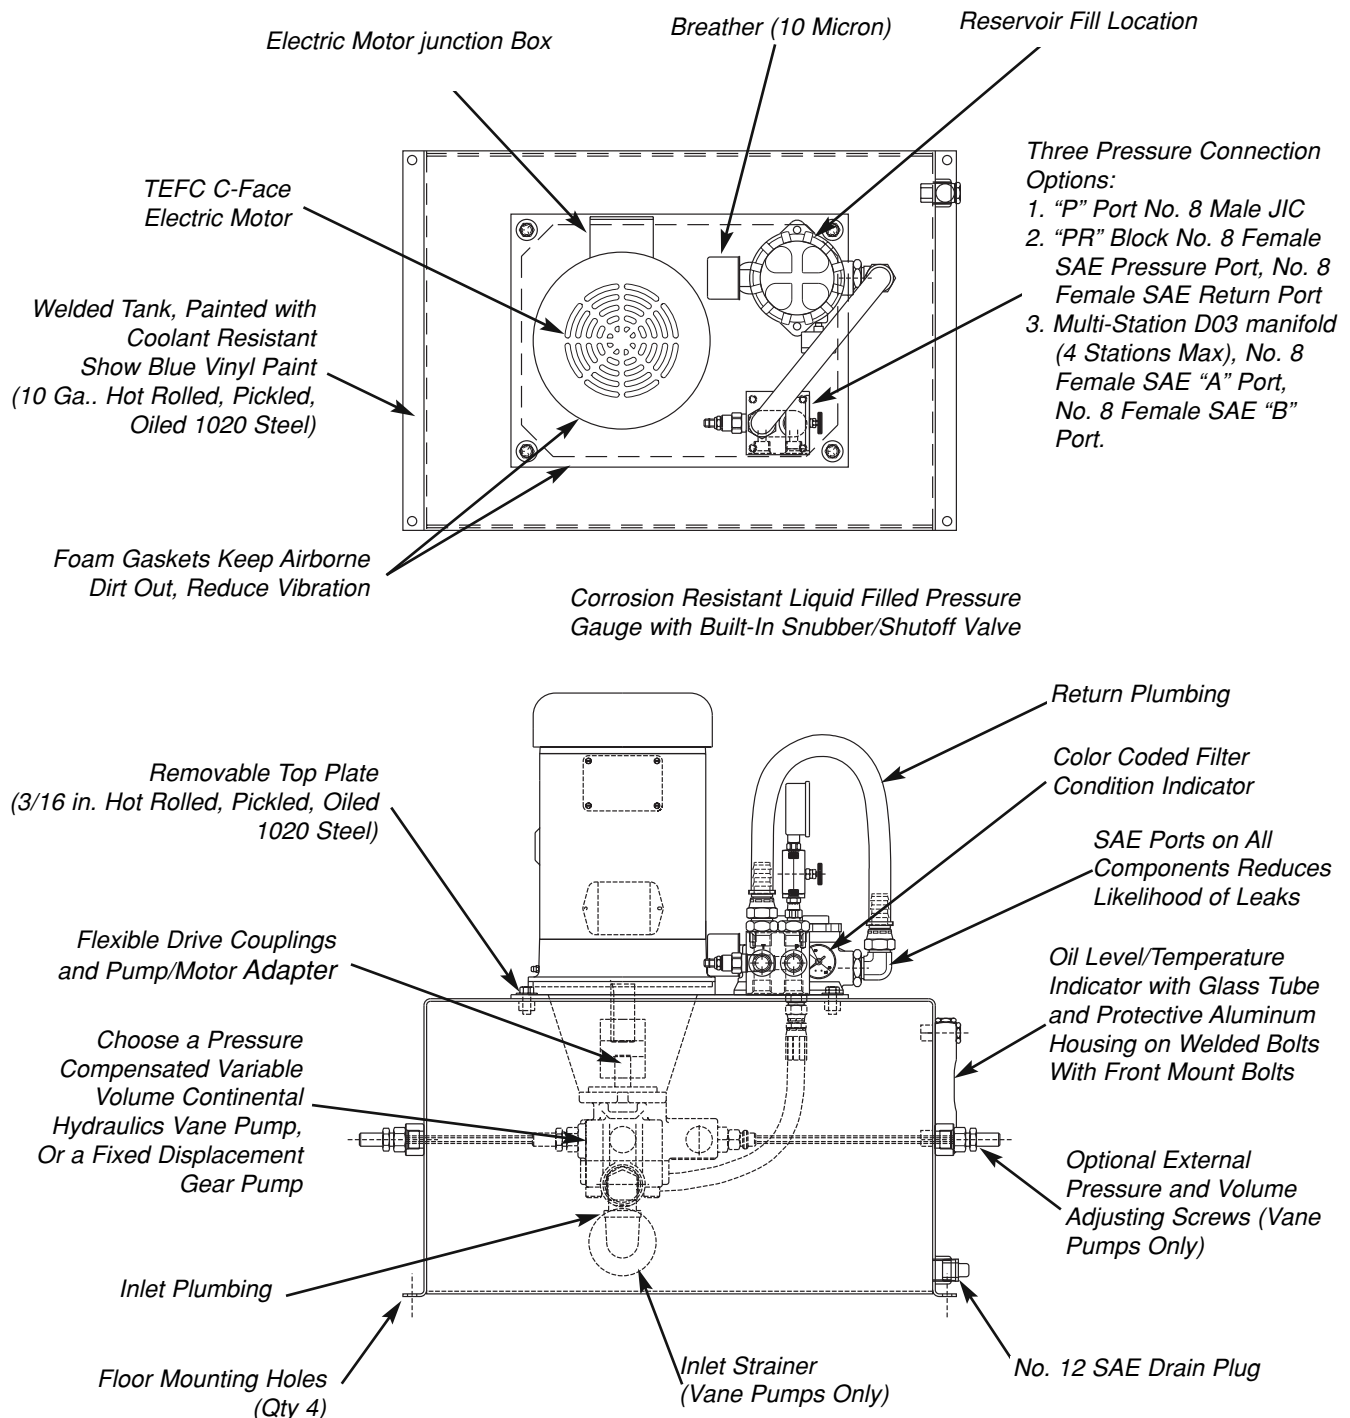 Electric Motor junction Box
Breather (10 Micron)
Reservoir Fill Location
TEFC C-Face
Electric Motor
Three Pressure Connection
Options:
1. “P” Port No. 8 Male JIC
2. “PR” Block No. 8 Female
SAE Pressure Port, No. 8
Female SAE Return Port
3. Multi-Station D03 manifold
(4 Stations Max), No. 8
Female SAE “A” Port,
No. 8 Female SAE “B”
Port.
Welded Tank, Painted with
Coolant Resistant
Show Blue Vinyl Paint
(10 Ga.. Hot Rolled, Pickled,
Oiled 1020 Steel)
Foam Gaskets Keep Airborne
Dirt Out, Reduce Vibration
Corrosion Resistant Liquid Filled Pressure
Gauge with Built-In Snubber/Shutoff Valve
Return Plumbing
Removable Top Plate
(3/16 in. Hot Rolled, Pickled, Oiled
1020 Steel)
Color Coded Filter
Condition Indicator
SAE Ports on All
Components Reduces
Likelihood of Leaks
Flexible Drive Couplings
and Pump/Motor Adapter
Oil Level/Temperature
Indicator with Glass Tube
and Protective Aluminum
Housing on Welded Bolts
With Front Mount Bolts
Choose a Pressure
Compensated Variable
Volume Continental
Hydraulics Vane Pump,
Or a Fixed Displacement
Gear Pump
Optional External
Pressure and Volume
Adjusting Screws (Vane
Pumps Only)
Inlet Plumbing
Floor Mounting Holes
(Qty 4)
Inlet Strainer
(Vane Pumps Only)
No. 12 SAE Drain Plug